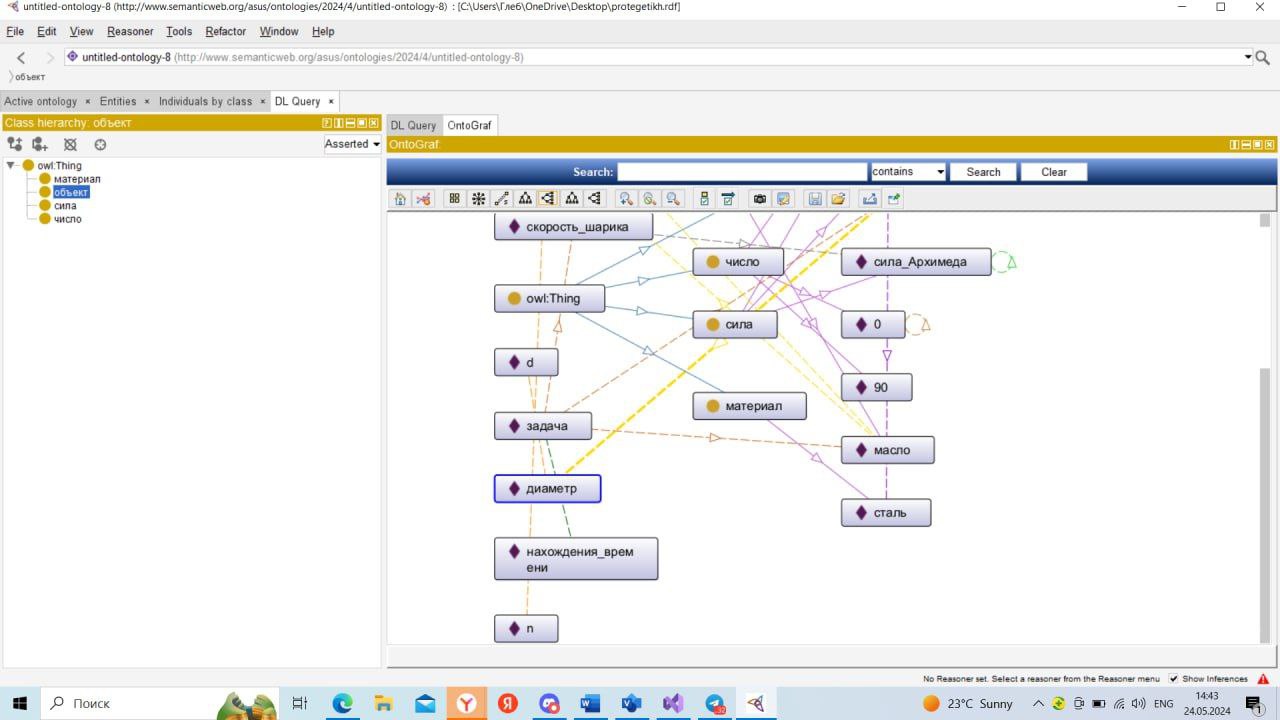 untitled-ontology-8 (http://www.semanticweb.org/asus/ontologies/2024/4/untitled-ontology-8) : [C:\Users\Глеб\OneDrive\Desktop\protegetikh.rdf]
File Edit View Reasoner Tools Refactor Window Help
untitled-ontology-8 (http://www.semanticweb.org/asus/ontologies/2024/4/untitled-ontology-8)
объект
Active ontology × Entities × Individuals by class × DL Query ×
Class hierarchy: объект
Asserted
owl:Thing
материал
объект
сила
число
DL Query OntoGraf
OntoGraf:
Search: contains Search Clear
скорость_шарика
число
сила_Архимеда
owl:Thing
сила
0
d
90
материал
задача
масло
диаметр
сталь
нахождения_врем
ени
n
No Reasoner set. Select a reasoner from the Reasoner menu Show Inferences
Поиск
23°C Sunny
ENG
14:43
24.05.2024